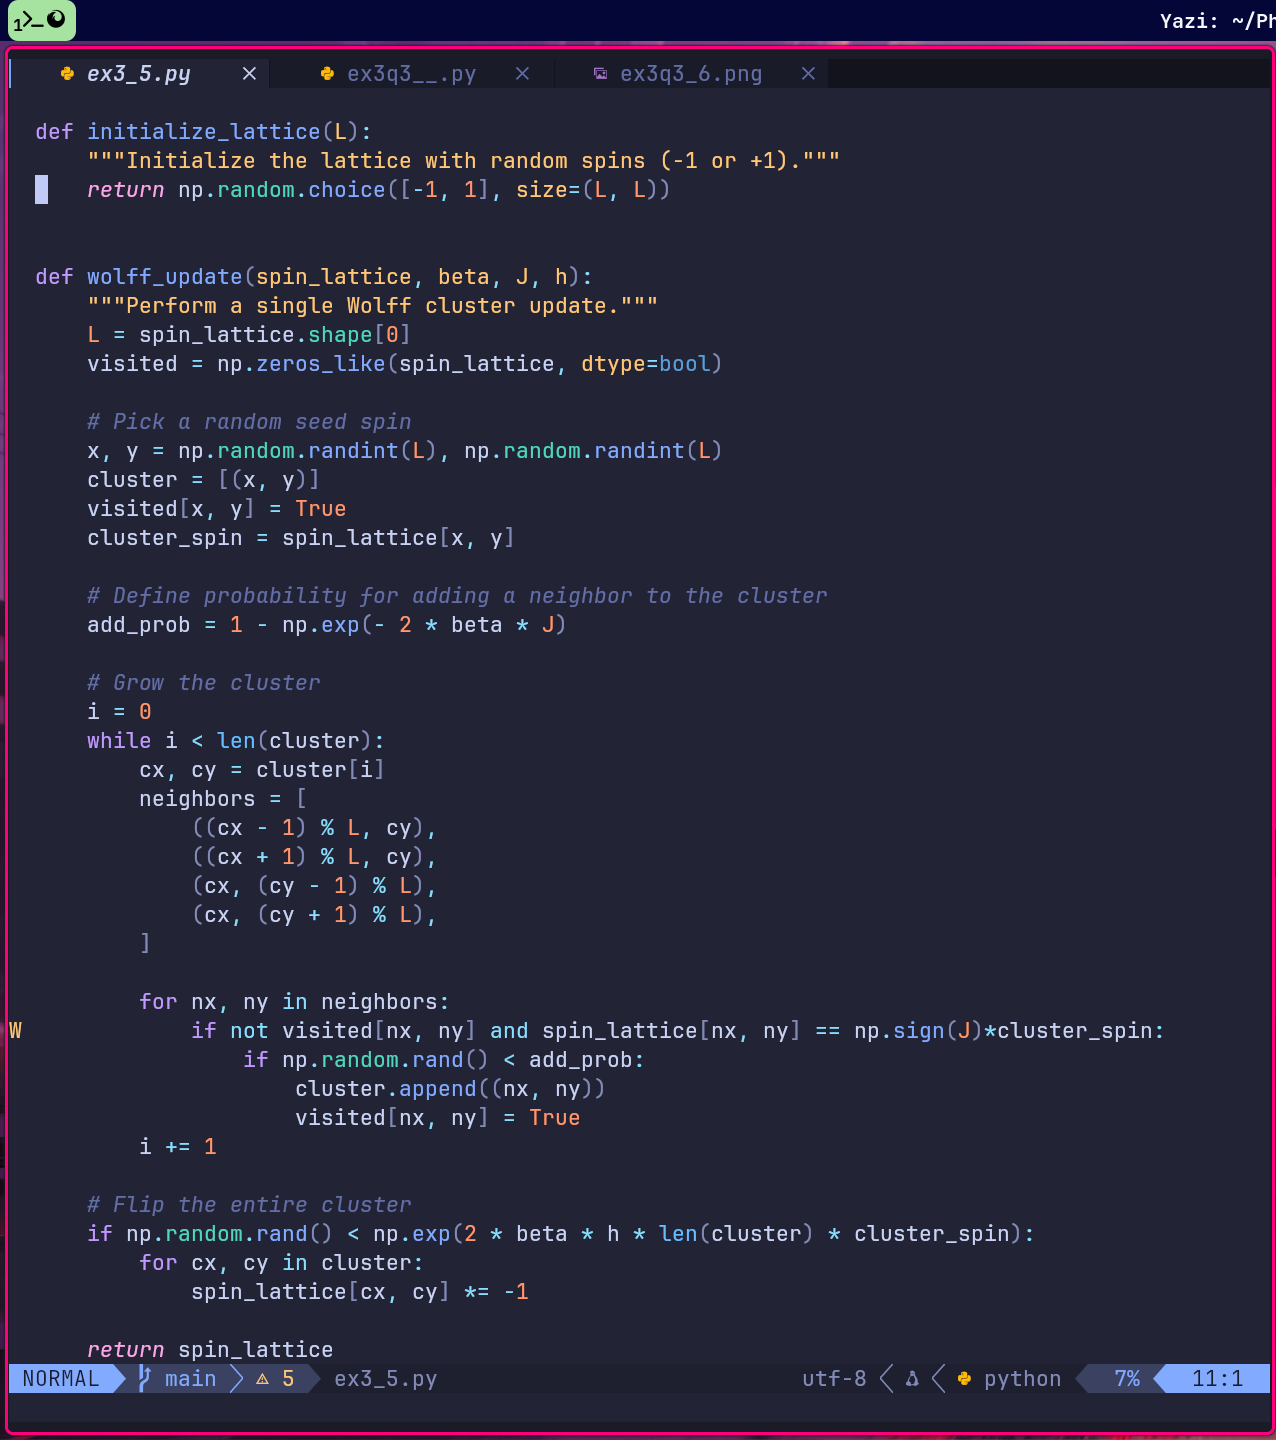 1 >_
Yazi: ~/Ph
ex3_5.py × ex3q3__.py × ex3q3_6.png ×
def initialize_lattice(L):
    """Initialize the lattice with random spins (-1 or +1)."""
    return np.random.choice([-1, 1], size=(L, L))
def wolff_update(spin_lattice, beta, J, h):
    """Perform a single Wolff cluster update."""
    L = spin_lattice.shape[0]
    visited = np.zeros_like(spin_lattice, dtype=bool)
    # Pick a random seed spin
    x, y = np.random.randint(L), np.random.randint(L)
    cluster = [(x, y)]
    visited[x, y] = True
    cluster_spin = spin_lattice[x, y]
    # Define probability for adding a neighbor to the cluster
    add_prob = 1 - np.exp(- 2 * beta * J)
    # Grow the cluster
    i = 0
    while i < len(cluster):
        cx, cy = cluster[i]
        neighbors = [
            ((cx - 1) % L, cy),
            ((cx + 1) % L, cy),
            (cx, (cy - 1) % L),
            (cx, (cy + 1) % L),
        ]
        for nx, ny in neighbors:
W            if not visited[nx, ny] and spin_lattice[nx, ny] == np.sign(J)*cluster_spin:
                if np.random.rand() < add_prob:
                    cluster.append((nx, ny))
                    visited[nx, ny] = True
        i += 1
    # Flip the entire cluster
    if np.random.rand() < np.exp(2 * beta * h * len(cluster) * cluster_spin):
        for cx, cy in cluster:
            spin_lattice[cx, cy] *= -1
    return spin_lattice
NORMAL main 5 ex3_5.py utf-8 python 7% 11:1